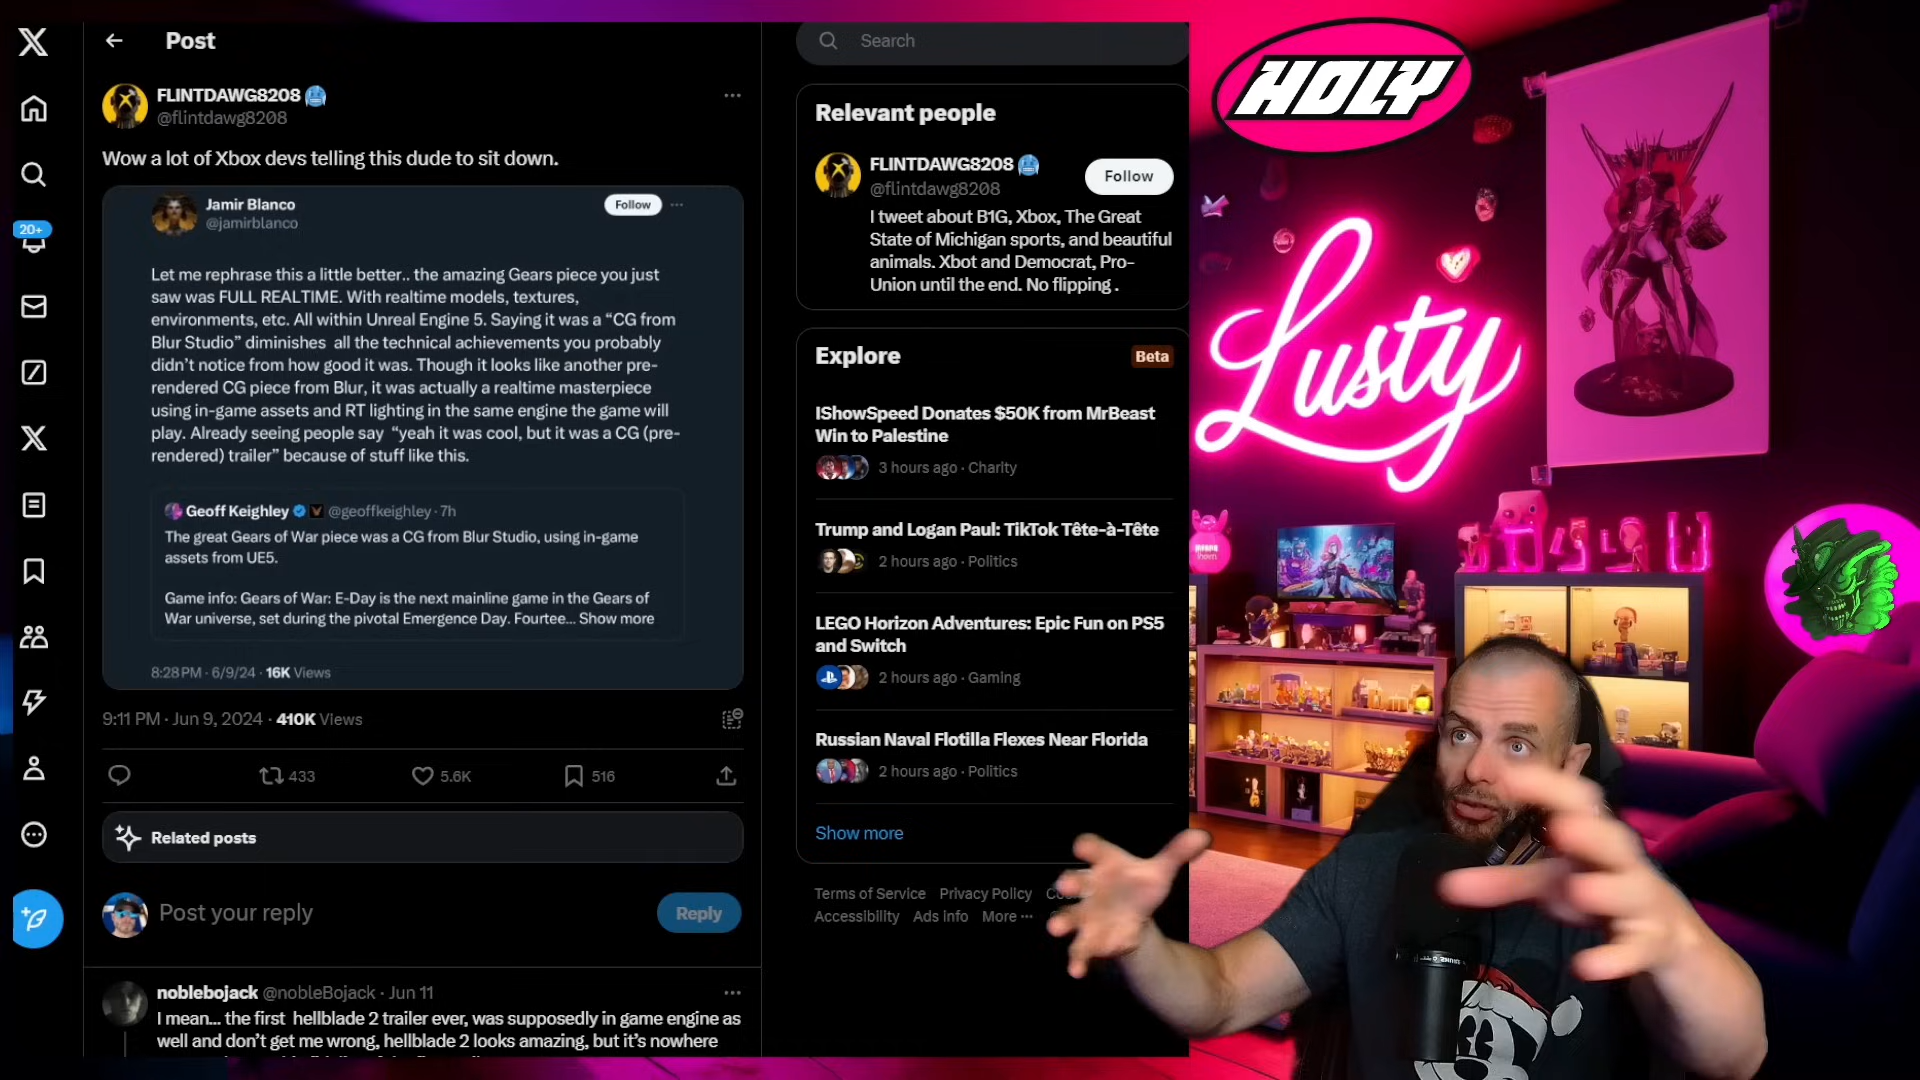 Post
FLINTDAWG8208
@flintdawg8208
Wow a lot of Xbox devs telling this dude to sit down.
Jamir Blanco
@jamirblanco
Follow
Let me rephrase this a little better.. the amazing Gears piece you just
saw was FULL REALTIME. With realtime models, textures,
environments, etc. All within Unreal Engine 5. Saying it was a “CG from
Blur Studio” diminishes all the technical achievements you probably
didn’t notice from how good it was. Though it looks like another pre-
rendered CG piece from Blur, it was actually a realtime masterpiece
using in-game assets and RT lighting in the same engine the game will
play. Already seeing people say “yeah it was cool, but it was a CG (pre-
rendered) trailer” because of stuff like this.
Geoff Keighley @geoffkeighley · 7h
The great Gears of War piece was a CG from Blur Studio, using in-game
assets from UE5.
Game info: Gears of War: E-Day is the next mainline game in the Gears of
War universe, set during the pivotal Emergence Day. Fourtee... Show more
8:28 PM · 6/9/24 · 16K Views
9:11 PM · Jun 9, 2024 · 410K Views
433
5.6K
516
Related posts
Post your reply
Reply
noblebojack @nobleBojack · Jun 11
I mean... the first hellblade 2 trailer ever, was supposedly in game engine as
well and don’t get me wrong, hellblade 2 looks amazing, but it’s nowhere
20+
Search
Relevant people
FLINTDAWG8208
@flintdawg8208
Follow
I tweet about B1G, Xbox, The Great
State of Michigan sports, and beautiful
animals. Xbot and Democrat, Pro-
Union until the end. No flipping .
Explore
Beta
IShowSpeed Donates $50K from MrBeast
Win to Palestine
3 hours ago · Charity
Trump and Logan Paul: TikTok Tête-à-Tête
2 hours ago · Politics
LEGO Horizon Adventures: Epic Fun on PS5
and Switch
2 hours ago · Gaming
Russian Naval Flotilla Flexes Near Florida
2 hours ago · Politics
Show more
Terms of Service Privacy Policy
Accessibility Ads info More ···
HOLY
Lusty